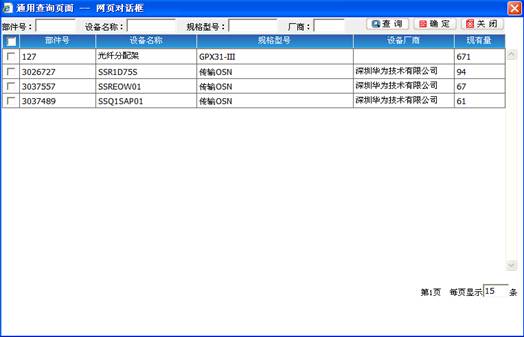 通用查询页面 -- 网页对话框
部件号: 设备名称: 规格型号: 厂商: 查 询 确 定 关 闭
部件号 设备名称 规格型号 设备厂商 现有量
127 光纤分配架 GPX31-III 671
3026727 SSR1D75S 传输OSN 深圳华为技术有限公司 94
3037557 SSREOW01 传输OSN 深圳华为技术有限公司 67
3037489 SSQ1SAP01 传输OSN 深圳华为技术有限公司 61
第1页 每页显示15条